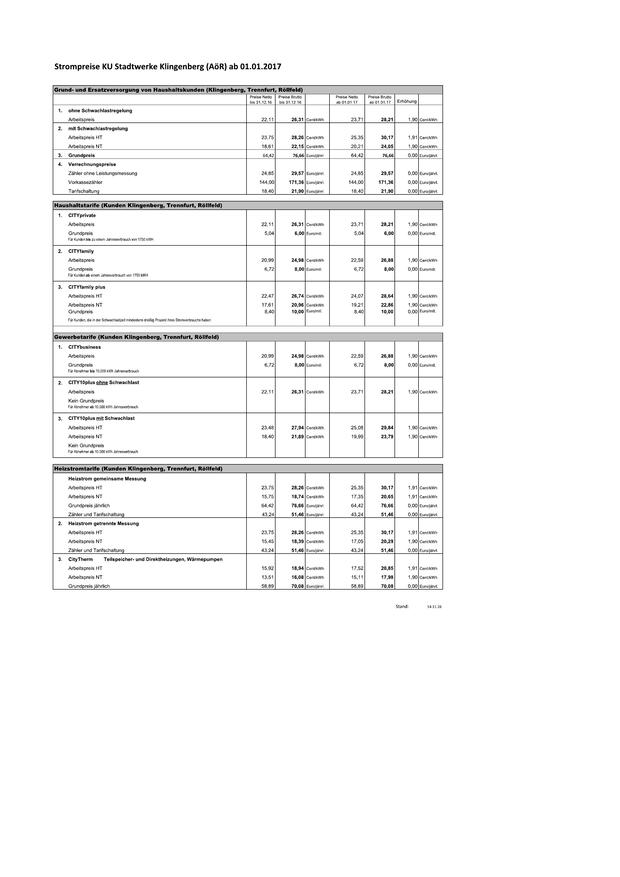 Strompreise KU Stadtwerke Klingenberg (AöR) ab 01.01.2017
Grund- und Ersatzversorgung von Haushaltskunden (Klingenberg, Trennfurt, Röllfeld)
Preise Netto bis 31.12.16 Preise Brutto bis 31.12.16 Preise Netto ab 01.01.17 Preise Brutto ab 01.01.17 Erhöhung
1. ohne Schwachlastregelung
Arbeitspreis 22,11 26,31 Cent/kWh 23,71 28,21 1,90 Cent/kWh
2. mit Schwachlastregelung
Arbeitspreis HT 23,75 28,26 Cent/kWh 25,35 30,17 1,91 Cent/kWh
Arbeitspreis NT 18,61 22,15 Cent/kWh 20,21 24,05 1,90 Cent/kWh
3. Grundpreis 64,42 76,66 Euro/jährl. 64,42 76,66 0,00 Euro/jährl.
4. Verrechnungspreise
Zähler ohne Leistungsmessung 24,85 29,57 Euro/jährl. 24,85 29,57 0,00 Euro/jährl.
Vorkassezähler 144,00 171,36 Euro/jährl. 144,00 171,36 0,00 Euro/jährl.
Tarifschaltung 18,40 21,90 Euro/jährl. 18,40 21,90 0,00 Euro/jährl.
Haushaltstarife (Kunden Klingenberg, Trennfurt, Röllfeld)
1. CITYprivate
Arbeitspreis 22,11 26,31 Cent/kWh 23,71 28,21 1,90 Cent/kWh
Grundpreis 5,04 6,00 Euro/mtl. 5,04 6,00 0,00 Euro/mtl.
Für Kunden bis zu einem Jahresverbrauch von 1750 kWH
2. CITYfamily
Arbeitspreis 20,99 24,98 Cent/kWh 22,59 26,88 1,90 Cent/kWh
Grundpreis 6,72 8,00 Euro/mtl. 6,72 8,00 0,00 Euro/mtl.
Für Kunden ab einem Jahresverbrauch von 1750 kWH
3. CITYfamily plus
Arbeitspreis HT 22,47 26,74 Cent/kWh 24,07 28,64 1,90 Cent/kWh
Arbeitspreis NT 17,61 20,96 Cent/kWh 19,21 22,86 1,90 Cent/kWh
Grundpreis 8,40 10,00 Euro/mtl. 8,40 10,00 0,00 Euro/mtl.
Für Kunden, die in der Schwachlastzeit mindestens dreißig Prozent ihres Stromverbrauchs haben
Gewerbetarife (Kunden Klingenberg, Trennfurt, Röllfeld)
1. CITYbusiness
Arbeitspreis 20,99 24,98 Cent/kWh 22,59 26,88 1,90 Cent/kWh
Grundpreis 6,72 8,00 Euro/mtl. 6,72 8,00 0,00 Euro/mtl.
Für Abnehmer bis 10.000 kWh Jahresverbrauch
2. CITY10plus ohne Schwachlast
Arbeitspreis 22,11 26,31 Cent/kWh 23,71 28,21 1,90 Cent/kWh
Kein Grundpreis
Für Abnehmer ab 10.000 kWh Jahresverbrauch
3. CITY10plus mit Schwachlast
Arbeitspreis HT 23,48 27,94 Cent/kWh 25,08 29,84 1,90 Cent/kWh
Arbeitspreis NT 18,40 21,89 Cent/kWh 19,99 23,79 1,90 Cent/kWh
Kein Grundpreis
Für Abnehmer ab 10.000 kWh Jahresverbrauch
Heizstromtarife (Kunden Klingenberg, Trennfurt, Röllfeld)
Heizstrom gemeinsame Messung
Arbeitspreis HT 23,75 28,26 Cent/kWh 25,35 30,17 1,91 Cent/kWh
Arbeitspreis NT 15,75 18,74 Cent/kWh 17,35 20,65 1,91 Cent/kWh
Grundpreis jährlich 64,42 76,66 Euro/jährl. 64,42 76,66 0,00 Euro/jährl.
Zähler und Tarifschaltung 43,24 51,46 Euro/jährl. 43,24 51,46 0,00 Euro/jährl.
2. Heizstrom getrennte Messung
Arbeitspreis HT 23,75 28,26 Cent/kWh 25,35 30,17 1,91 Cent/kWh
Arbeitspreis NT 15,45 18,39 Cent/kWh 17,05 20,29 1,90 Cent/kWh
Zähler und Tarifschaltung 43,24 51,46 Euro/jährl. 43,24 51,46 0,00 Euro/jährl.
3. CityTherm Teilspeicher- und Direktheizungen, Wärmepumpen
Arbeitspreis HT 15,92 18,94 Cent/kWh 17,52 20,85 1,91 Cent/kWh
Arbeitspreis NT 13,51 16,08 Cent/kWh 15,11 17,98 1,90 Cent/kWh
Grundpreis jährlich 58,89 70,08 Euro/jährl. 58,89 70,08 0,00 Euro/jährl.
Stand: 14.11.16